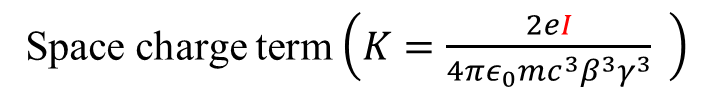 Space charge term (K = 2eI / 4πϵ₀mc³β³γ³)